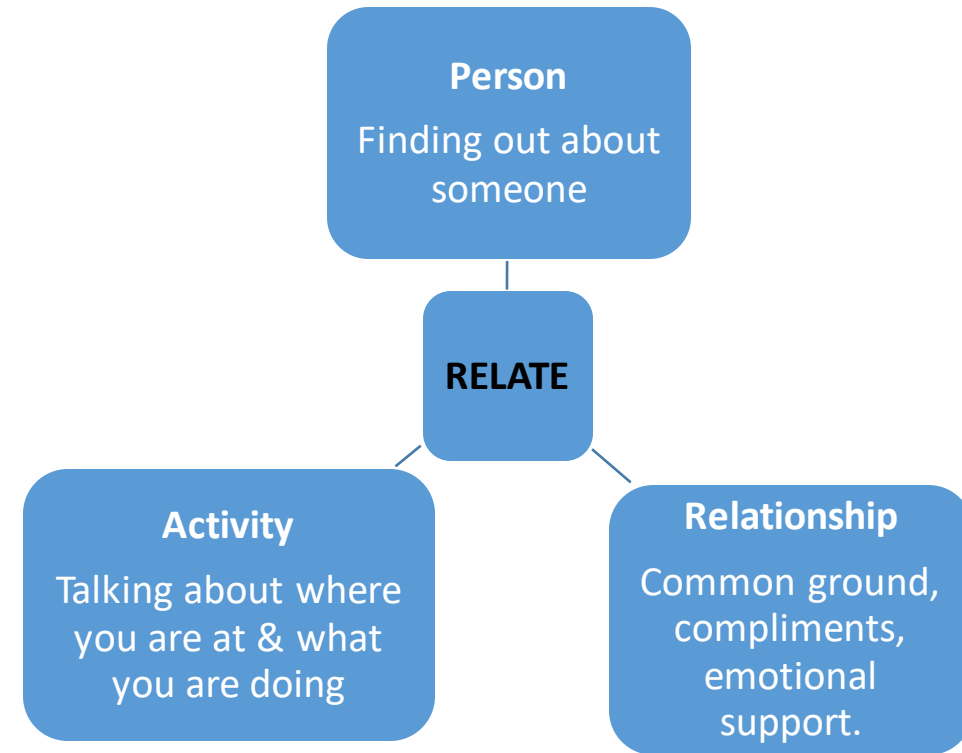 Person
Finding out about
someone
RELATE
Activity
Talking about where
you are at & what
you are doing
Relationship
Common ground,
compliments,
emotional
support.